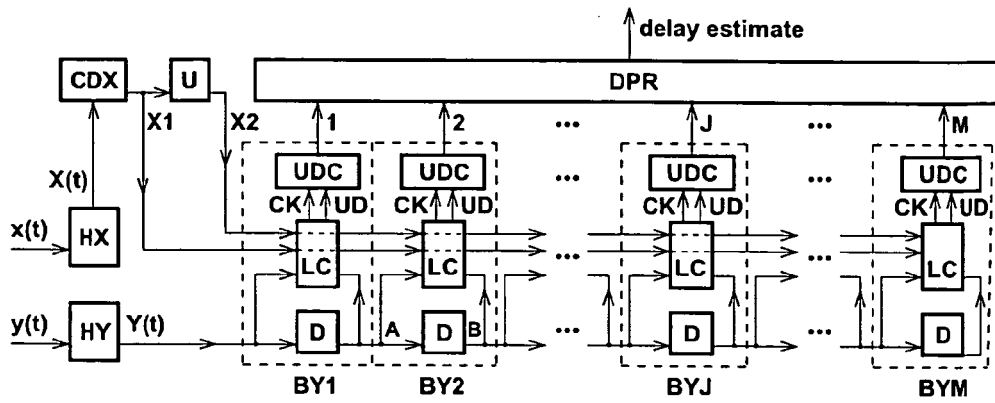 delay estimate
DPR
CDX
U
X1
X2
1
2
...
J
...
M
UDC
UDC
...
UDC
...
UDC
X(t)
CK
UD
CK
UD
CK
UD
CK
UD
x(t)
HX
LC
LC
...
LC
...
LC
y(t)
HY
Y(t)
D
A
D
B
...
D
...
D
BY1
BY2
BYJ
BYM